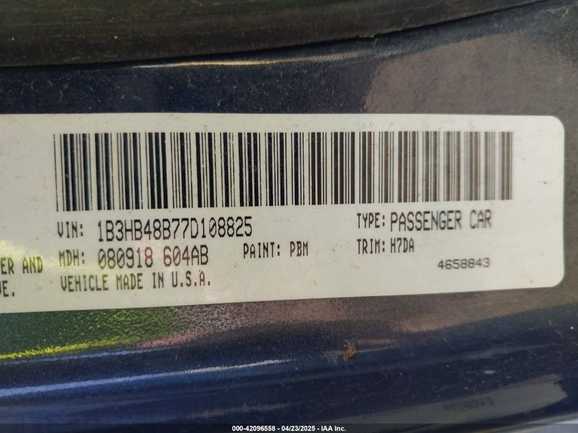 VIN: 1B3HB48B77D108825 TYPE: PASSENGER CAR
ER AND MDH: 080918 604AB PAINT: PBM TRIM: H7DA
VE. VEHICLE MADE IN U.S.A. 4658843
000-42096558 - 04/23/2025 - IAA Inc.